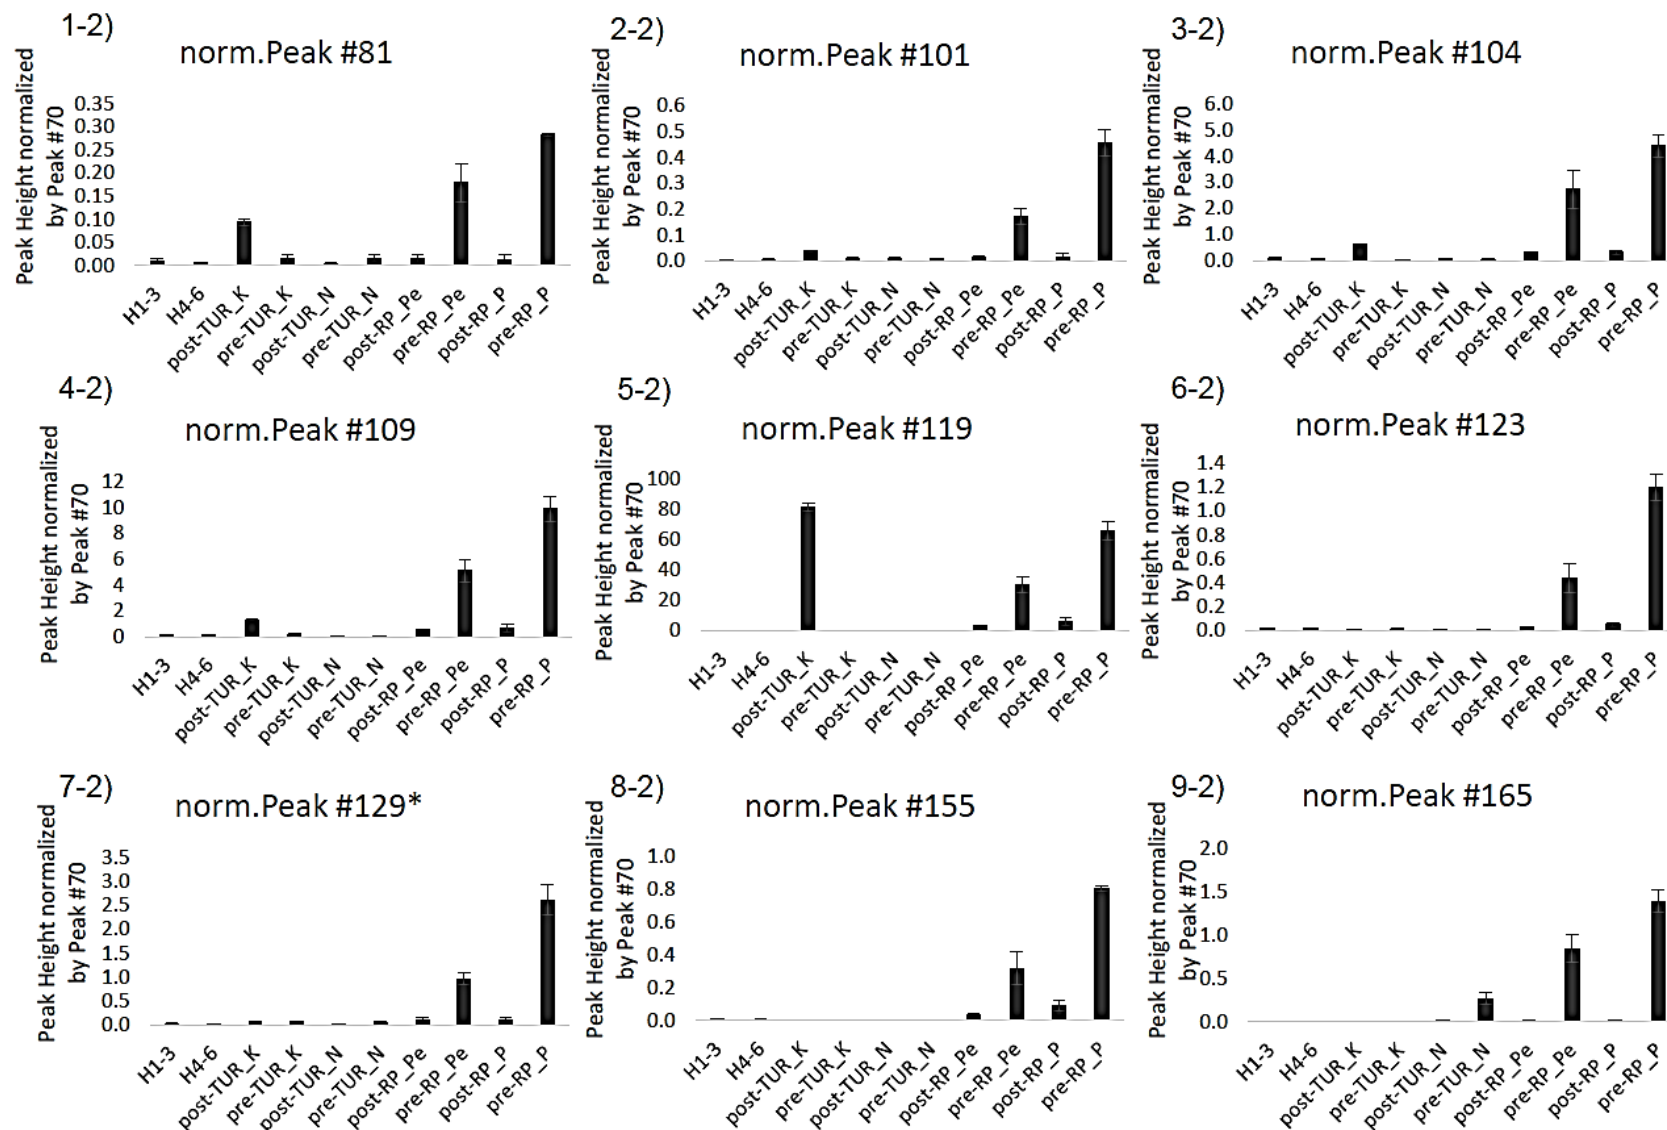 1-2)
norm.Peak #81
Peak Height normalized
by Peak #70
0.35
0.30
0.25
0.20
0.15
0.10
0.05
0.00
H1-3
H4-6
post-TUR_K
pre-TUR_K
post-TUR_N
pre-TUR_N
post-RP_Pe
pre-RP_Pe
post-RP_P
pre-RP_P
2-2)
norm.Peak #101
Peak Height normalized
by Peak #70
0.6
0.5
0.4
0.3
0.2
0.1
0.0
H1-3
H4-6
post-TUR_K
pre-TUR_K
post-TUR_N
pre-TUR_N
post-RP_Pe
pre-RP_Pe
post-RP_P
pre-RP_P
3-2)
norm.Peak #104
Peak Height normalized
by Peak #70
6.0
5.0
4.0
3.0
2.0
1.0
0.0
H1-3
H4-6
post-TUR_K
pre-TUR_K
post-TUR_N
pre-TUR_N
post-RP_Pe
pre-RP_Pe
post-RP_P
pre-RP_P
4-2)
norm.Peak #109
Peak Height normalized
by Peak #70
12
10
8
6
4
2
0
H1-3
H4-6
post-TUR_K
pre-TUR_K
post-TUR_N
pre-TUR_N
post-RP_Pe
pre-RP_Pe
post-RP_P
pre-RP_P
5-2)
norm.Peak #119
Peak Height normalized
by Peak #70
100
80
60
40
20
0
H1-3
H4-6
post-TUR_K
pre-TUR_K
post-TUR_N
pre-TUR_N
post-RP_Pe
pre-RP_Pe
post-RP_P
pre-RP_P
6-2)
norm.Peak #123
Peak Height normalized
by Peak #70
1.4
1.2
1.0
0.8
0.6
0.4
0.2
0.0
H1-3
H4-6
post-TUR_K
pre-TUR_K
post-TUR_N
pre-TUR_N
post-RP_Pe
pre-RP_Pe
post-RP_P
pre-RP_P
7-2)
norm.Peak #129*
Peak Height normalized
by Peak #70
3.5
3.0
2.5
2.0
1.5
1.0
0.5
0.0
H1-3
H4-6
post-TUR_K
pre-TUR_K
post-TUR_N
pre-TUR_N
post-RP_Pe
pre-RP_Pe
post-RP_P
pre-RP_P
8-2)
norm.Peak #155
Peak Height normalized
by Peak #70
1.0
0.8
0.6
0.4
0.2
0.0
H1-3
H4-6
post-TUR_K
pre-TUR_K
post-TUR_N
pre-TUR_N
post-RP_Pe
pre-RP_Pe
post-RP_P
pre-RP_P
9-2)
norm.Peak #165
Peak Height normalized
by Peak #70
2.0
1.5
1.0
0.5
0.0
H1-3
H4-6
post-TUR_K
pre-TUR_K
post-TUR_N
pre-TUR_N
post-RP_Pe
pre-RP_Pe
post-RP_P
pre-RP_P